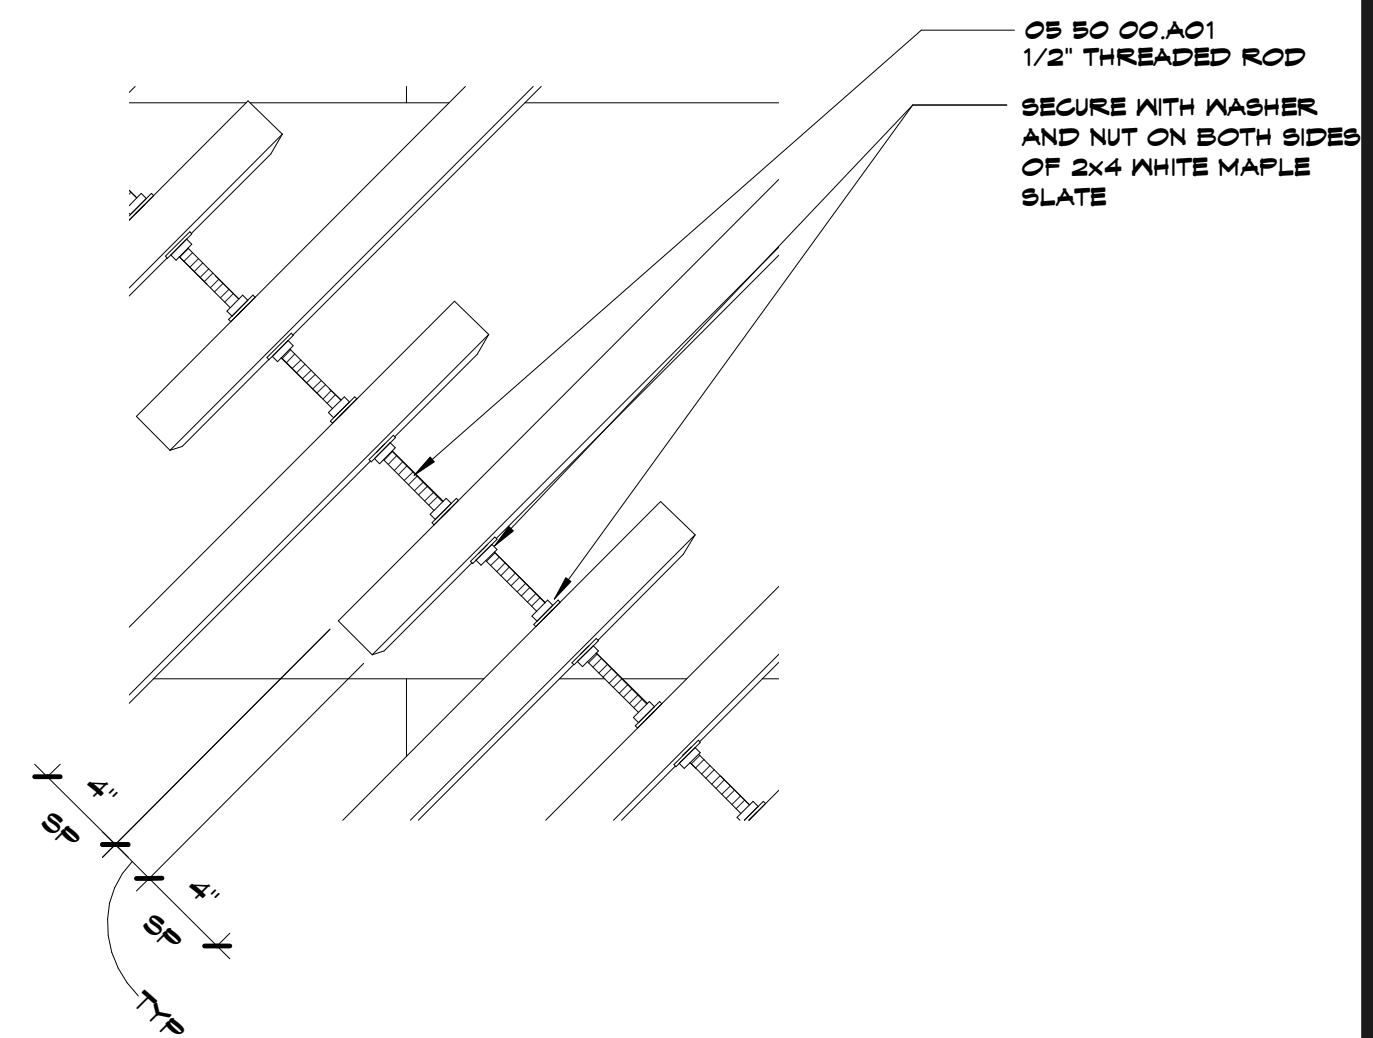 05 50 00.A01
1/2" THREADED ROD
SECURE WITH WASHER
AND NUT ON BOTH SIDES
OF 2x4 WHITE MAPLE
SLATE
4"
SP
4"
SP
TYP